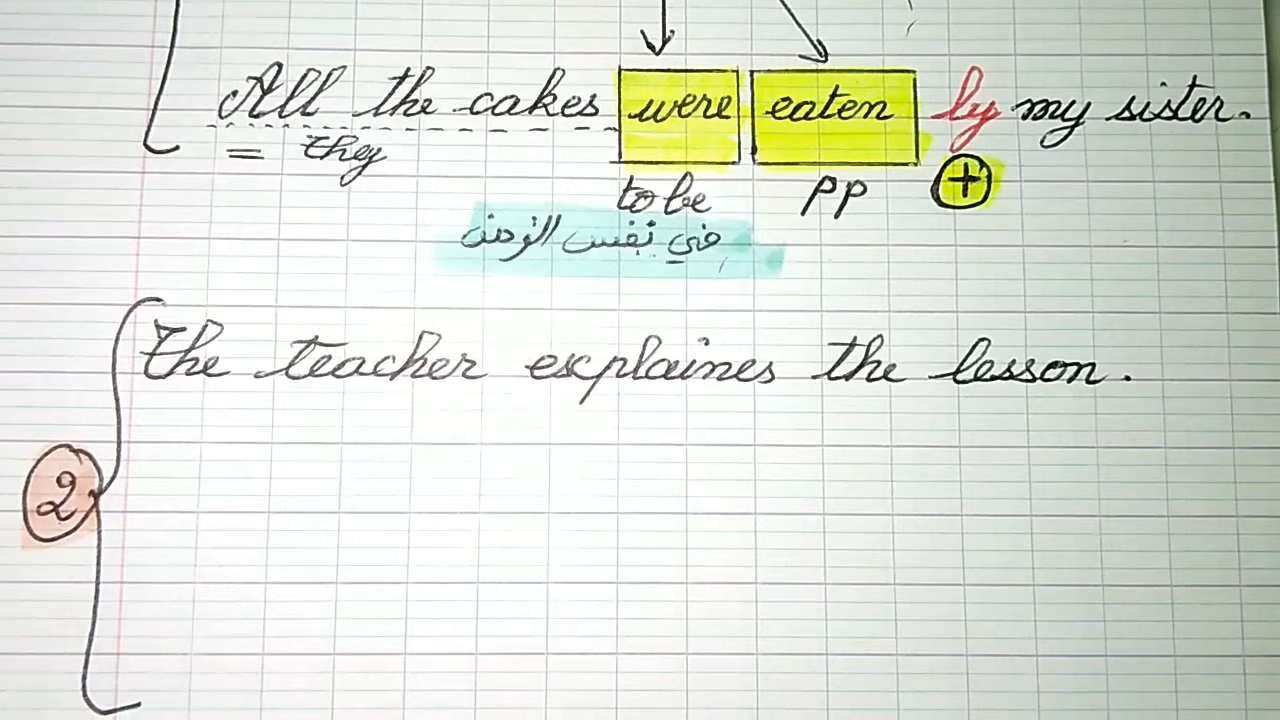 All the cakes were eaten by my sister.
= they
to be pp +
في نفس الزمن
The teacher explaines the lesson.
2